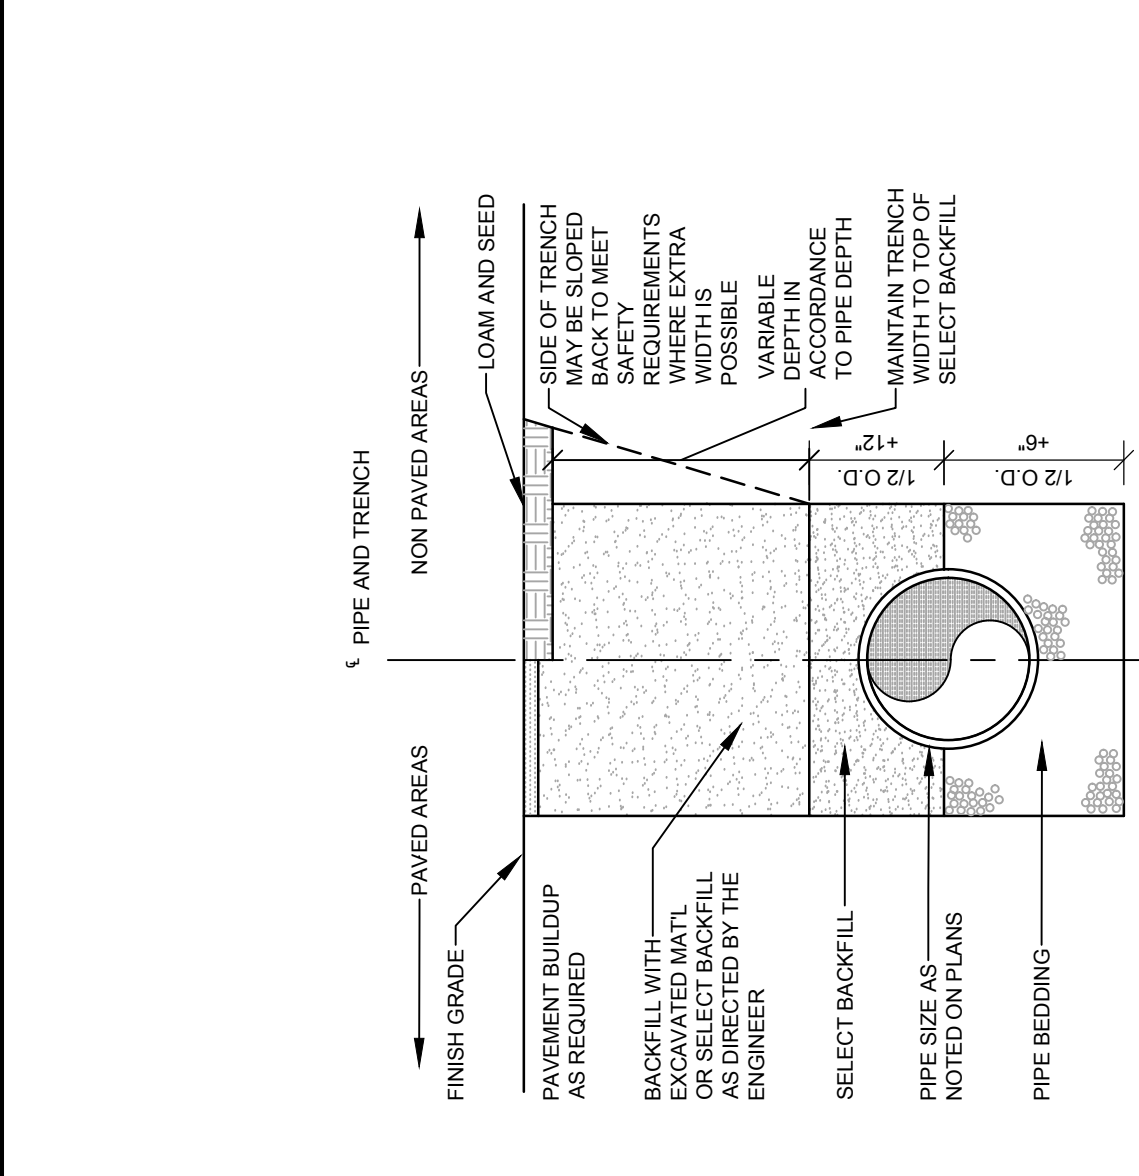 ℄ PIPE AND TRENCH
PAVED AREAS
NON PAVED AREAS
FINISH GRADE
LOAM AND SEED
PAVEMENT BUILDUP
AS REQUIRED
SIDE OF TRENCH
MAY BE SLOPED
BACK TO MEET
SAFETY
REQUIREMENTS
WHERE EXTRA
WIDTH IS
POSSIBLE
BACKFILL WITH
EXCAVATED MAT'L
OR SELECT BACKFILL
AS DIRECTED BY THE
ENGINEER
VARIABLE
DEPTH IN
ACCORDANCE
TO PIPE DEPTH
SELECT BACKFILL
MAINTAIN TRENCH
WIDTH TO TOP OF
SELECT BACKFILL
1/2 O.D.
+12"
PIPE SIZE AS
NOTED ON PLANS
1/2 O.D.
+6"
PIPE BEDDING